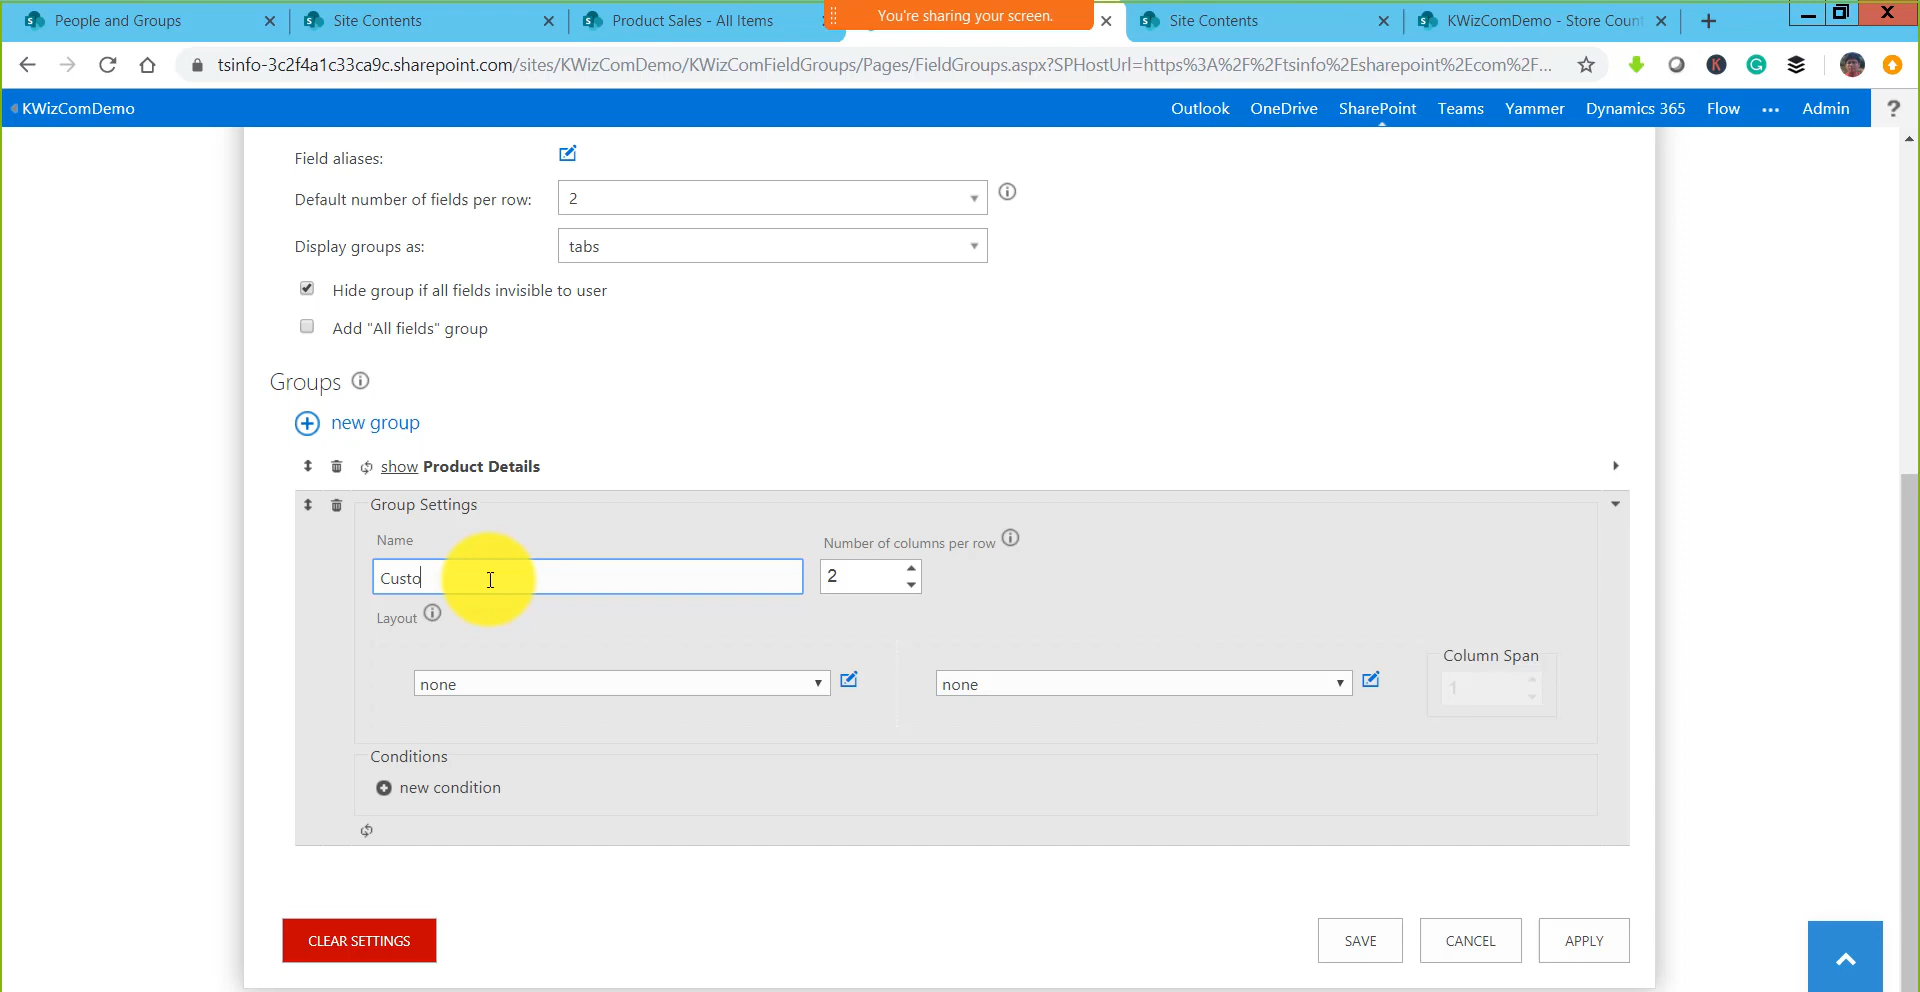 People and Groups
Site Contents
Product Sales - All Items
You're sharing your screen.
Site Contents
KWizComDemo - Store Coun
tsinfo-3c2f4a1c33ca9c.sharepoint.com/sites/KWizComDemo/KWizComFieldGroups/Pages/FieldGroups.aspx?SPHostUrl=https%3A%2F%2Ftsinfo%2Esharepoint%2Ecom%2F...
KWizComDemo
Outlook OneDrive SharePoint Teams Yammer Dynamics 365 Flow ... Admin ?
Field aliases:
Default number of fields per row: 2
Display groups as: tabs
Hide group if all fields invisible to user
Add "All fields" group
Groups
new group
show Product Details
Group Settings
Name
Number of columns per row
Custo
2
Layout
Column Span
none
none
1
Conditions
new condition
CLEAR SETTINGS
SAVE
CANCEL
APPLY